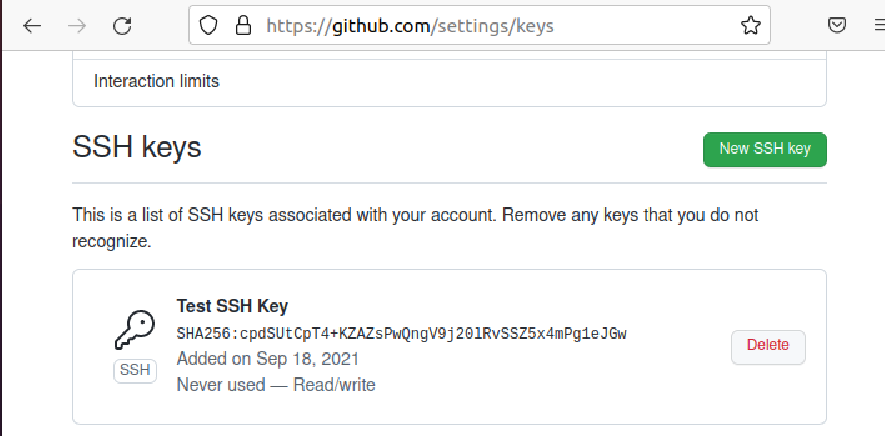 https://github.com/settings/keys
Interaction limits
SSH keys
New SSH key
This is a list of SSH keys associated with your account. Remove any keys that you do not
recognize.
Test SSH Key
SHA256:cpdSUtCpT4+KZAZsPwQngV9j20lRvSSZ5x4mPg1eJGw
Added on Sep 18, 2021
Never used — Read/write
SSH
Delete